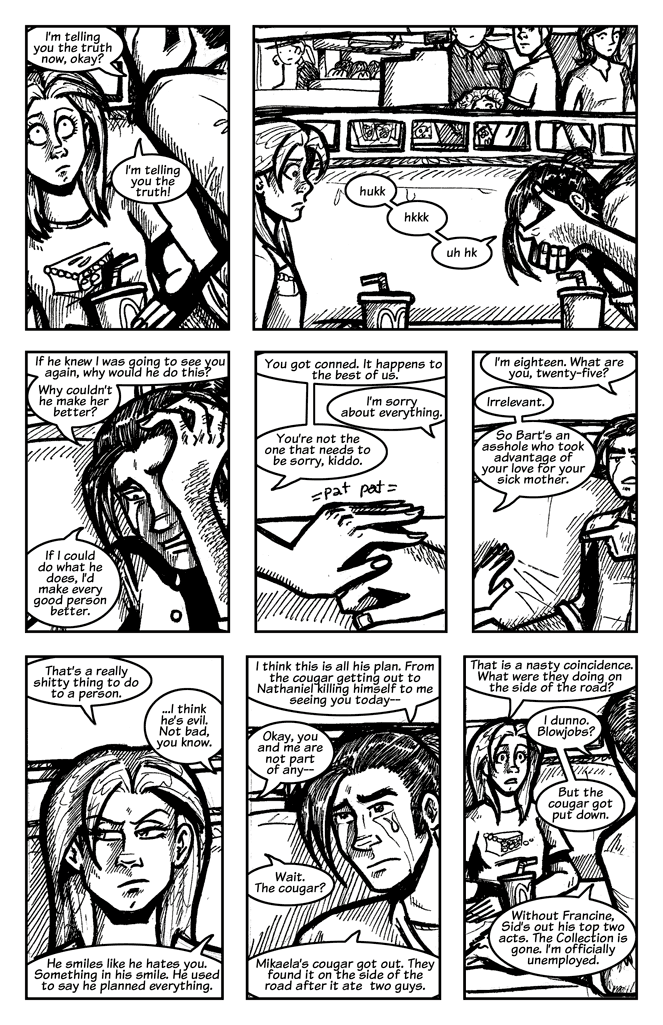 I'm telling
you the truth
now, okay?
I'm telling
you the
truth!
hukk
hkkk
uh hk
If he knew I was going to see you
again, why would he do this?
Why couldn't
he make her
better?
If I could
do what he
does, I'd
make every
good person
better.
You got conned. It happens to
the best of us.
I'm sorry
about everything.
You're not the
one that needs to
be sorry, kiddo.
=pat pat=
I'm eighteen. What are
you, twenty-five?
Irrelevant.
So Bart's an
asshole who took
advantage of
your love for your
sick mother.
That's a really
shitty thing to do
to a person.
...I think
he's evil.
Not bad,
you know.
He smiles like he hates you.
Something in his smile. He used
to say he planned everything.
I think this is all his plan. From
the cougar getting out to
Nathaniel killing himself to me
seeing you today--
Okay, you
and me are
not part
of any--
Wait.
The cougar?
Mikaela's cougar got out. They
found it on the side of the
road after it ate two guys.
That is a nasty coincidence.
What were they doing on
the side of the road?
I dunno.
Blowjobs?
But the
cougar got
put down.
Without Francine,
Sid's out his top two
acts. The Collection is
gone. I'm officially
unemployed.